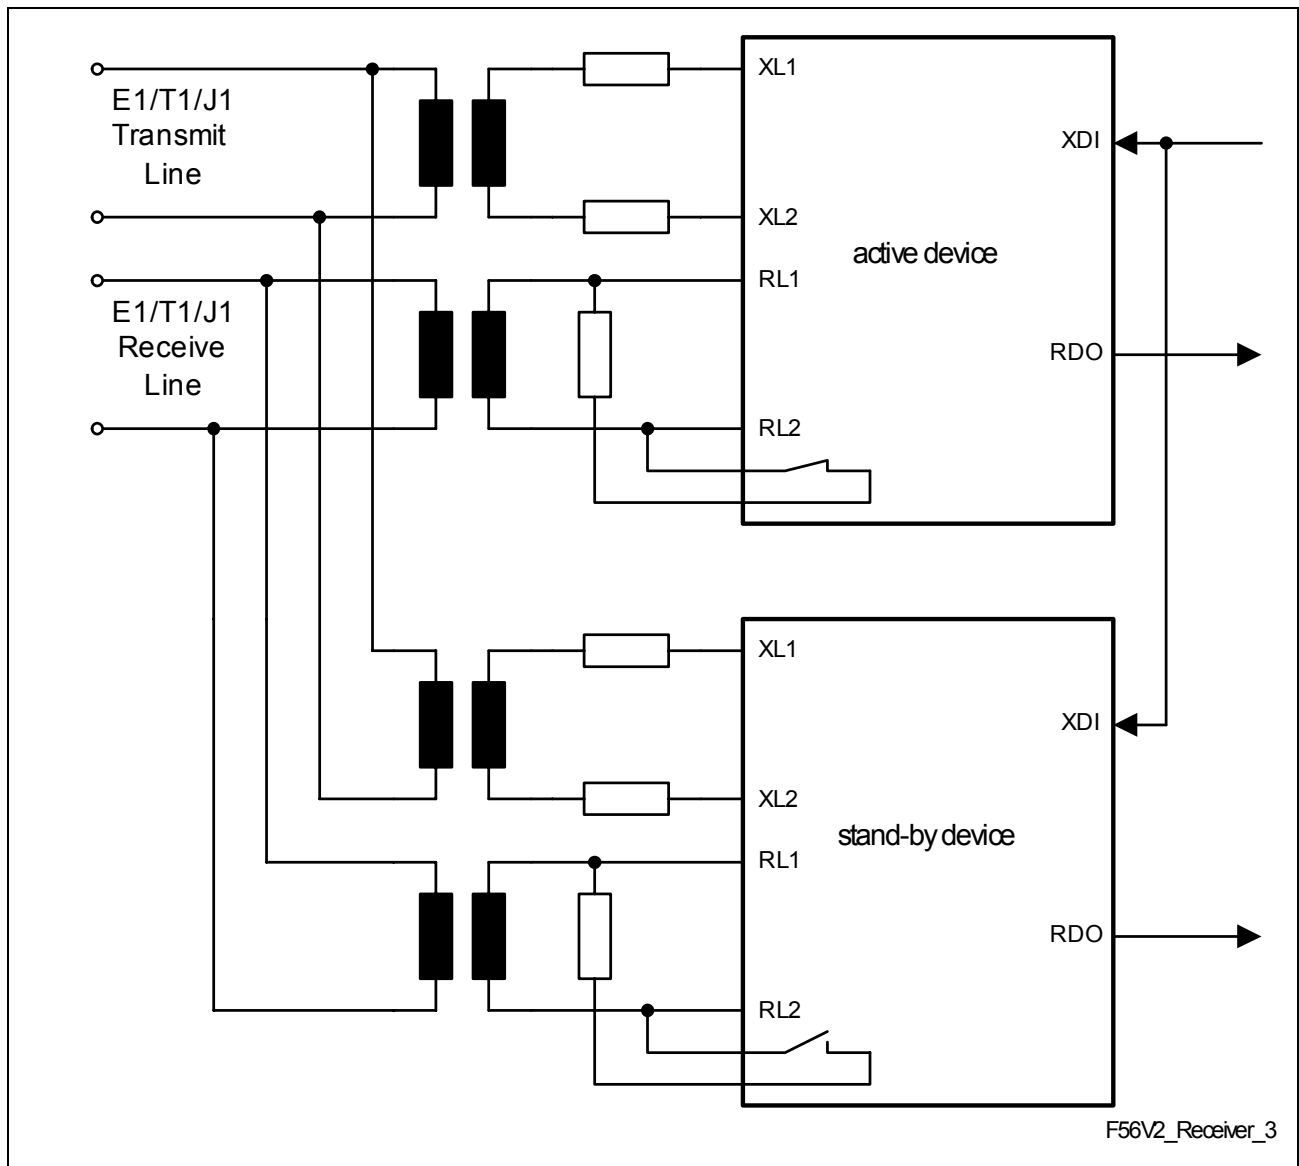 E1/T1/J1
Transmit
Line
E1/T1/J1
Receive
Line
XL1
XL2
RL1
RL2
active device
XDI
RDO
XL1
XL2
RL1
RL2
stand-by device
XDI
RDO
F56V2_Receiver_3